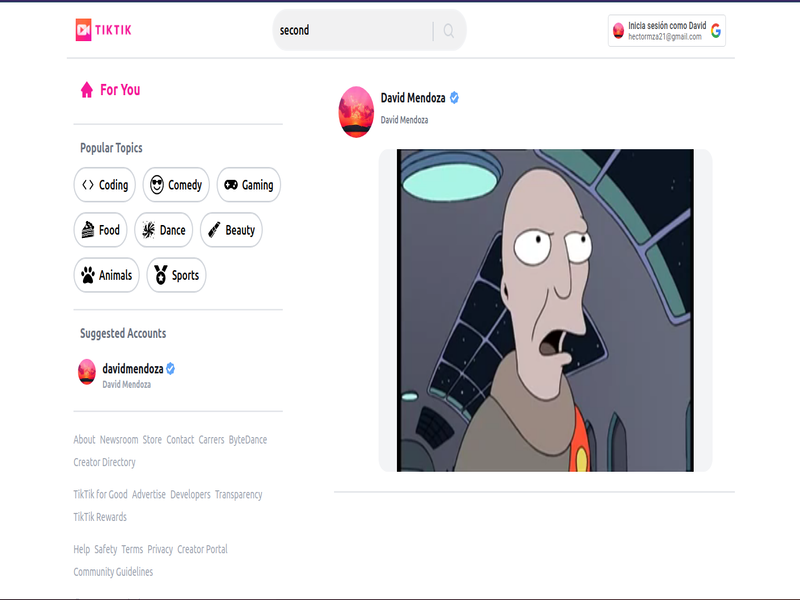 TIKTIK
second
Inicia sesión como David
hectormza21@gmail.com
For You
Popular Topics
Coding
Comedy
Gaming
Food
Dance
Beauty
Animals
Sports
Suggested Accounts
davidmendoza
David Mendoza
About Newsroom Store Contact Carrers ByteDance
Creator Directory
TikTik for Good Advertise Developers Transparency
TikTik Rewards
Help Safety Terms Privacy Creator Portal
Community Guidelines
David Mendoza
David Mendoza